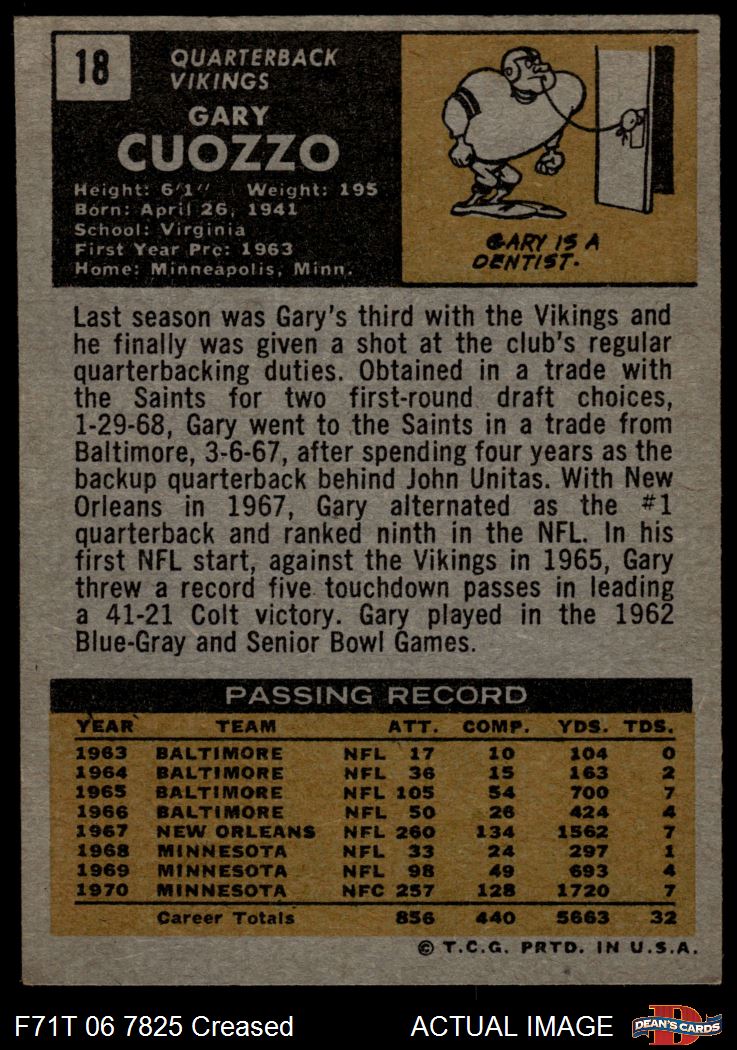 18
QUARTERBACK
VIKINGS
GARY
CUOZZO
Height: 6'1" Weight: 195
Born: April 26, 1941
School: Virginia
First Year Pro: 1963
Home: Minneapolis, Minn.
GARY IS A
DENTIST.
Last season was Gary's third with the Vikings and
he finally was given a shot at the club's regular
quarterbacking duties. Obtained in a trade with
the Saints for two first-round draft choices,
1-29-68, Gary went to the Saints in a trade from
Baltimore, 3-6-67, after spending four years as the
backup quarterback behind John Unitas. With New
Orleans in 1967, Gary alternated as the #1
quarterback and ranked ninth in the NFL. In his
first NFL start, against the Vikings in 1965, Gary
threw a record five touchdown passes in leading
a 41-21 Colt victory. Gary played in the 1962
Blue-Gray and Senior Bowl Games.
PASSING RECORD
YEAR TEAM ATT. COMP. YDS. TDS.
1963 BALTIMORE NFL 17 10 104 0
1964 BALTIMORE NFL 36 15 163 2
1965 BALTIMORE NFL 105 54 700 7
1966 BALTIMORE NFL 50 26 424 4
1967 NEW ORLEANS NFL 260 134 1562 7
1968 MINNESOTA NFL 33 24 297 1
1969 MINNESOTA NFL 98 49 693 4
1970 MINNESOTA NFC 257 128 1720 7
Career Totals 856 440 5663 32
© T.C.G. PRTD. IN U.S.A.
F71T 06 7825 Creased ACTUAL IMAGE D DEAN'S CARDS